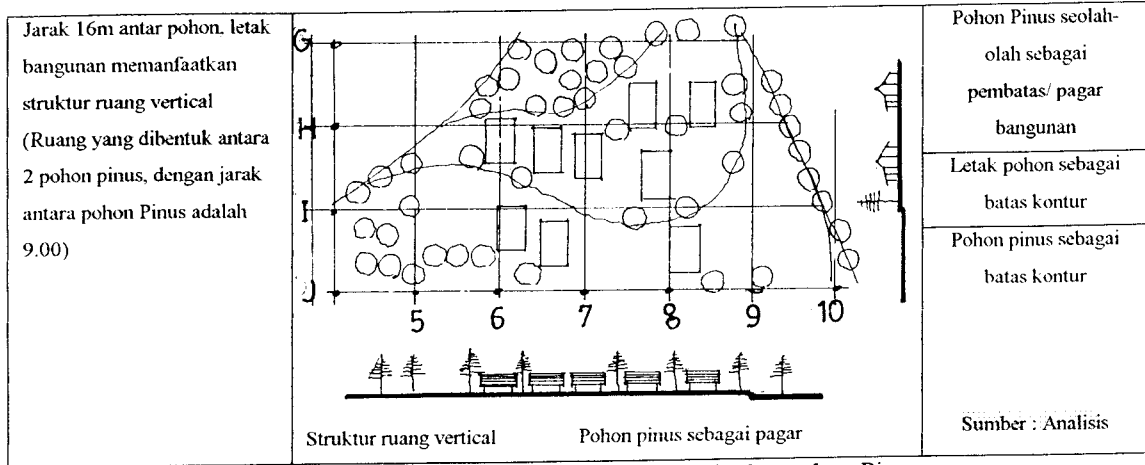 Jarak 16m antar pohon. letak
bangunan memanfaatkan
struktur ruang vertical
(Ruang yang dibentuk antara
2 pohon pinus, dengan jarak
antara pohon Pinus adalah
9.00)
G
H
I
J
5 6 7 8 9 10
Struktur ruang vertical Pohon pinus sebagai pagar
Pohon Pinus seolah-
olah sebagai
pembatas/ pagar
bangunan
Letak pohon sebagai
batas kontur
Pohon pinus sebagai
batas kontur
Sumber : Analisis